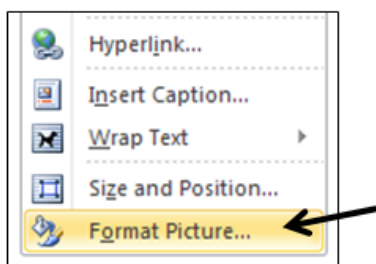 Hyperlink...
Insert Caption...
Wrap Text
Size and Position...
Format Picture...